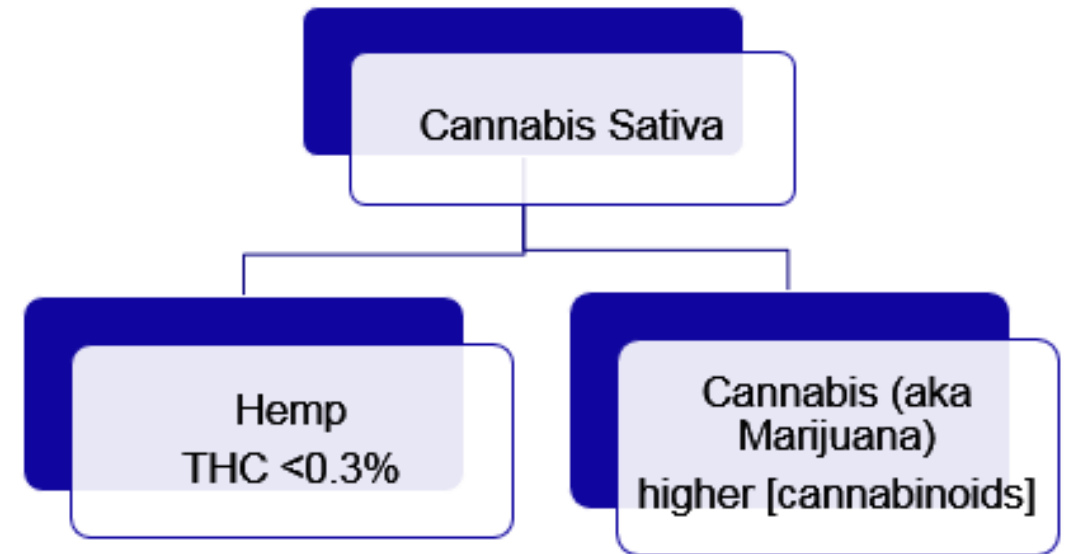 Cannabis Sativa
Hemp
THC <0.3%
Cannabis (aka
Marijuana)
higher [cannabinoids]